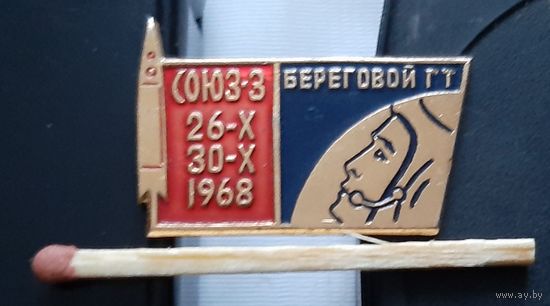 СОЮЗ-3
26-X
30-X
1968
БЕРЕГОВОЙ Г Т
www.ay.by